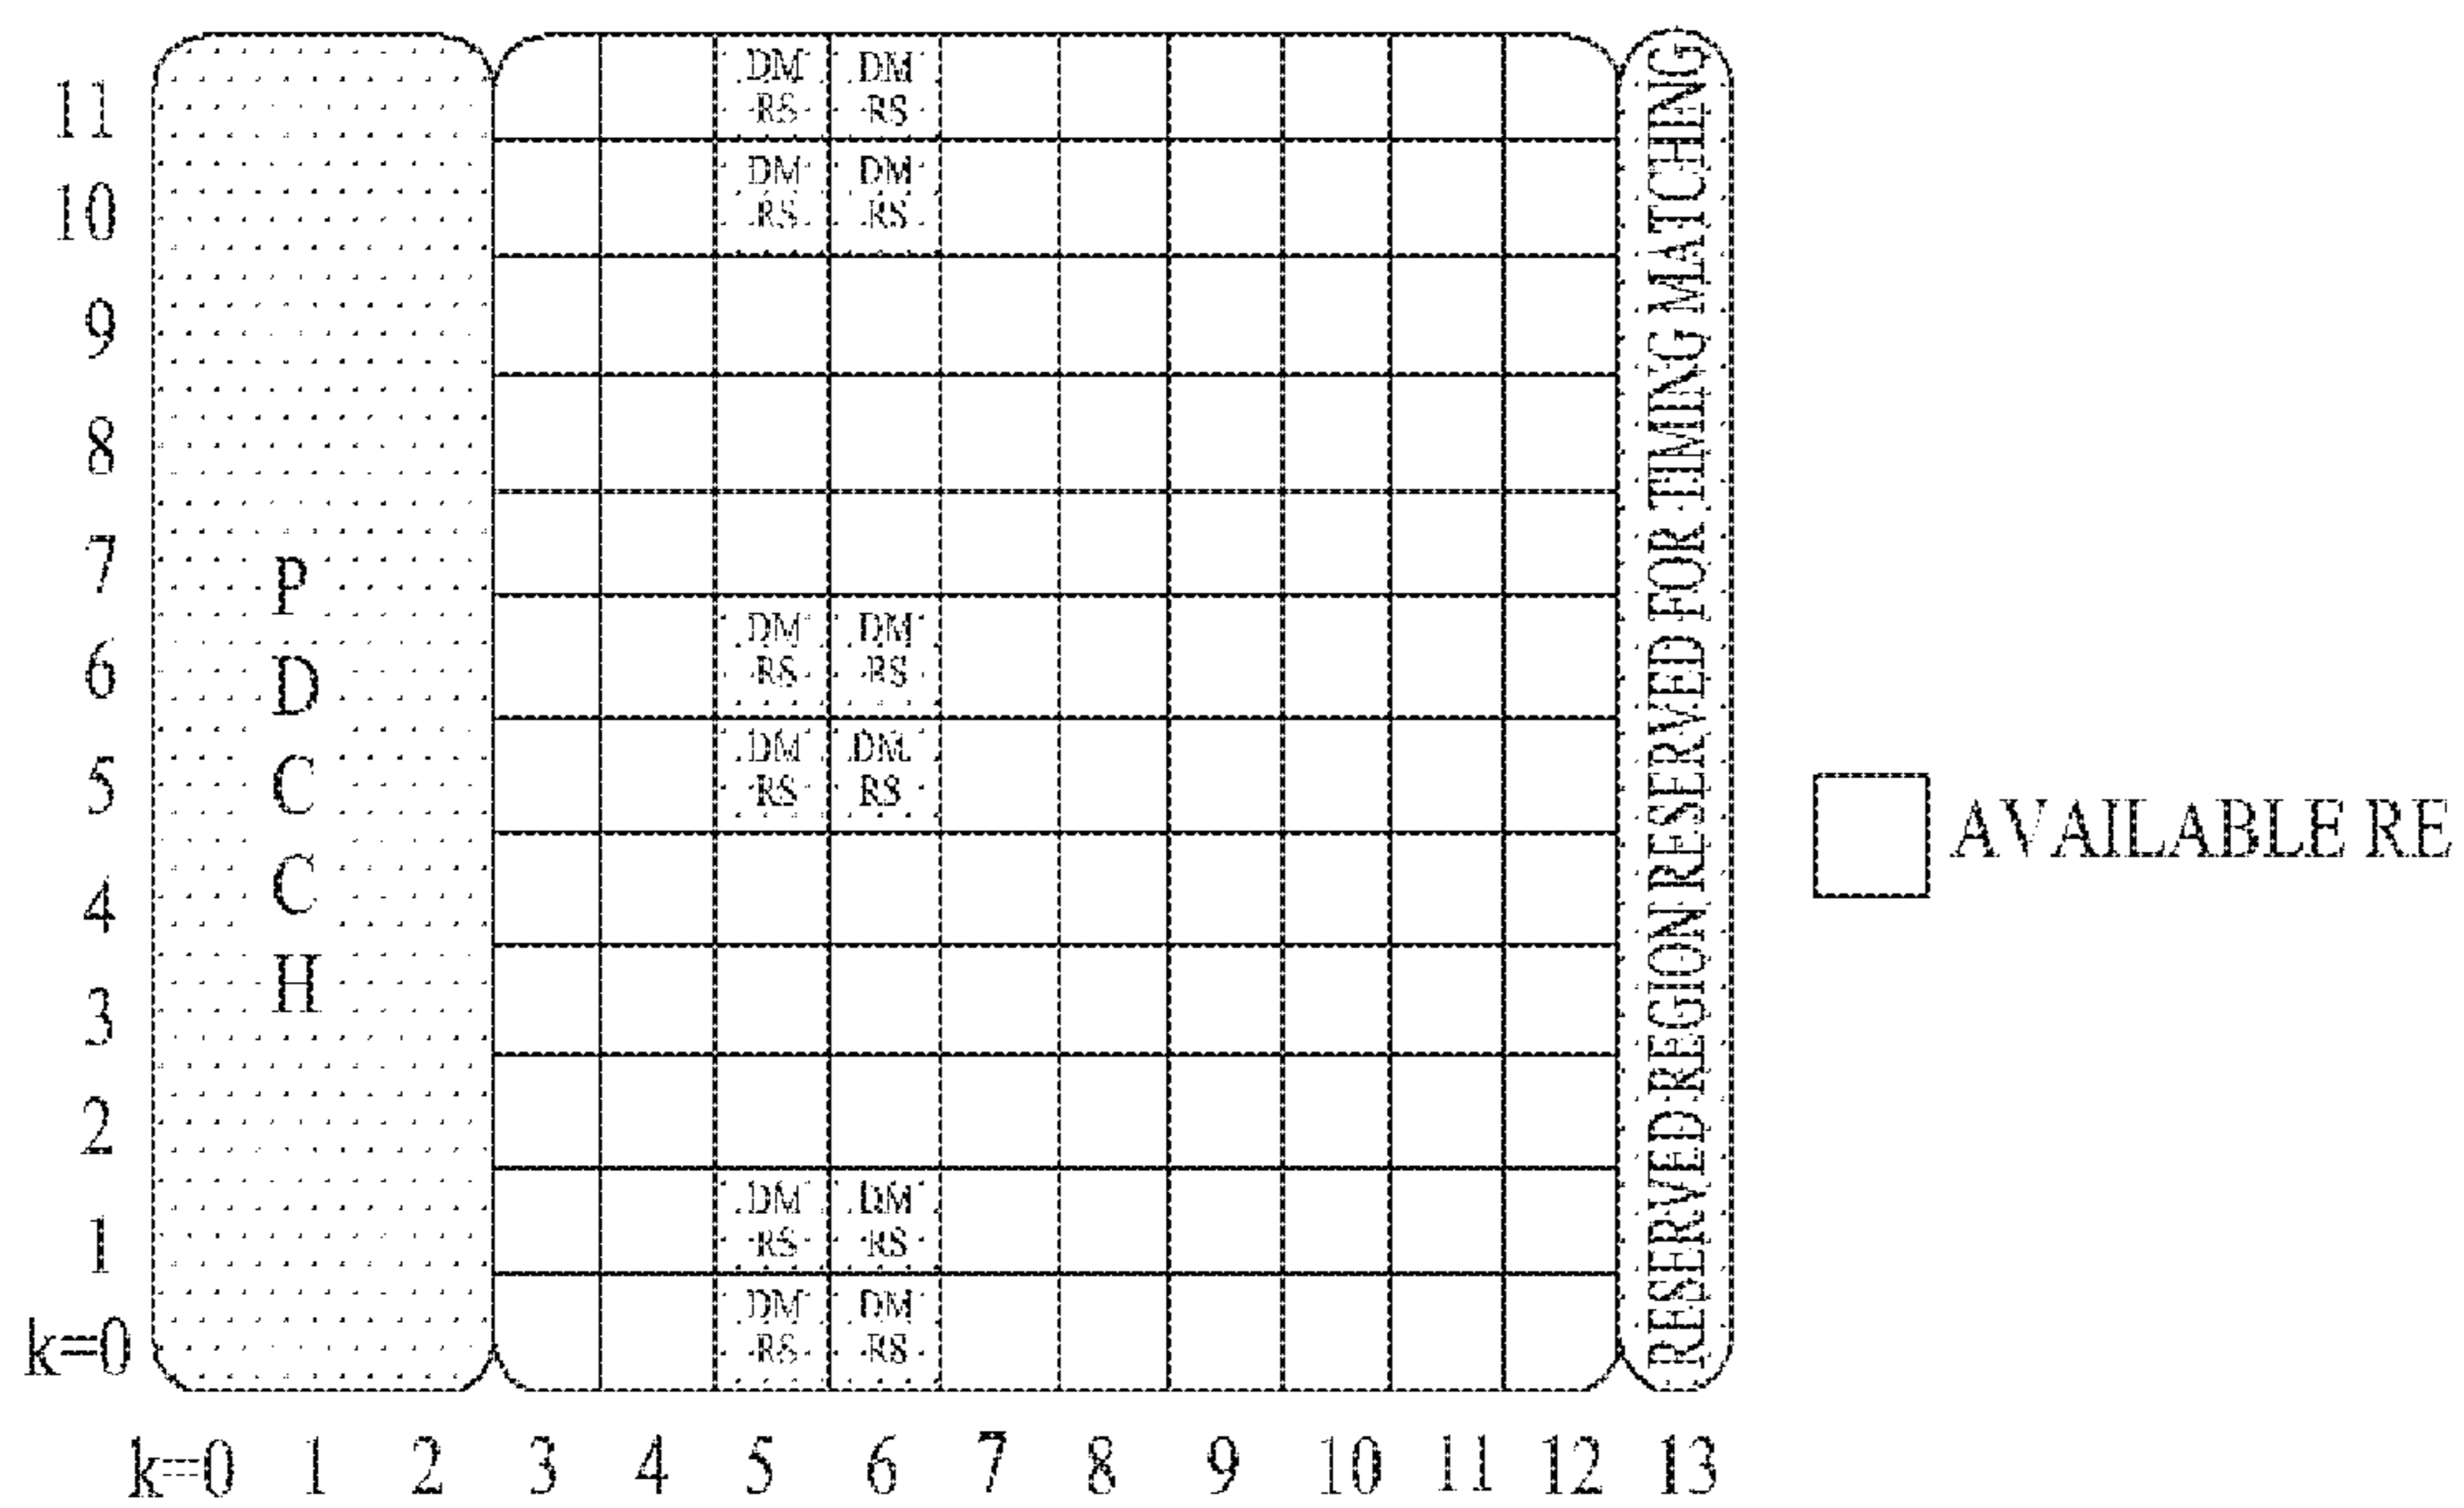 11 DM DM
RS RS
10 DM DM
RS RS
9
8
7
6 DM DM
RS RS
5 DM DM
RS RS
4
3
2
1 DM DM
RS RS
k=0 DM DM
RS RS
P
D
C
C
H
RESERVED REGION RESERVED FOR TIMING MATCHING
AVAILABLE RE
k=0 1 2 3 4 5 6 7 8 9 10 11 12 13